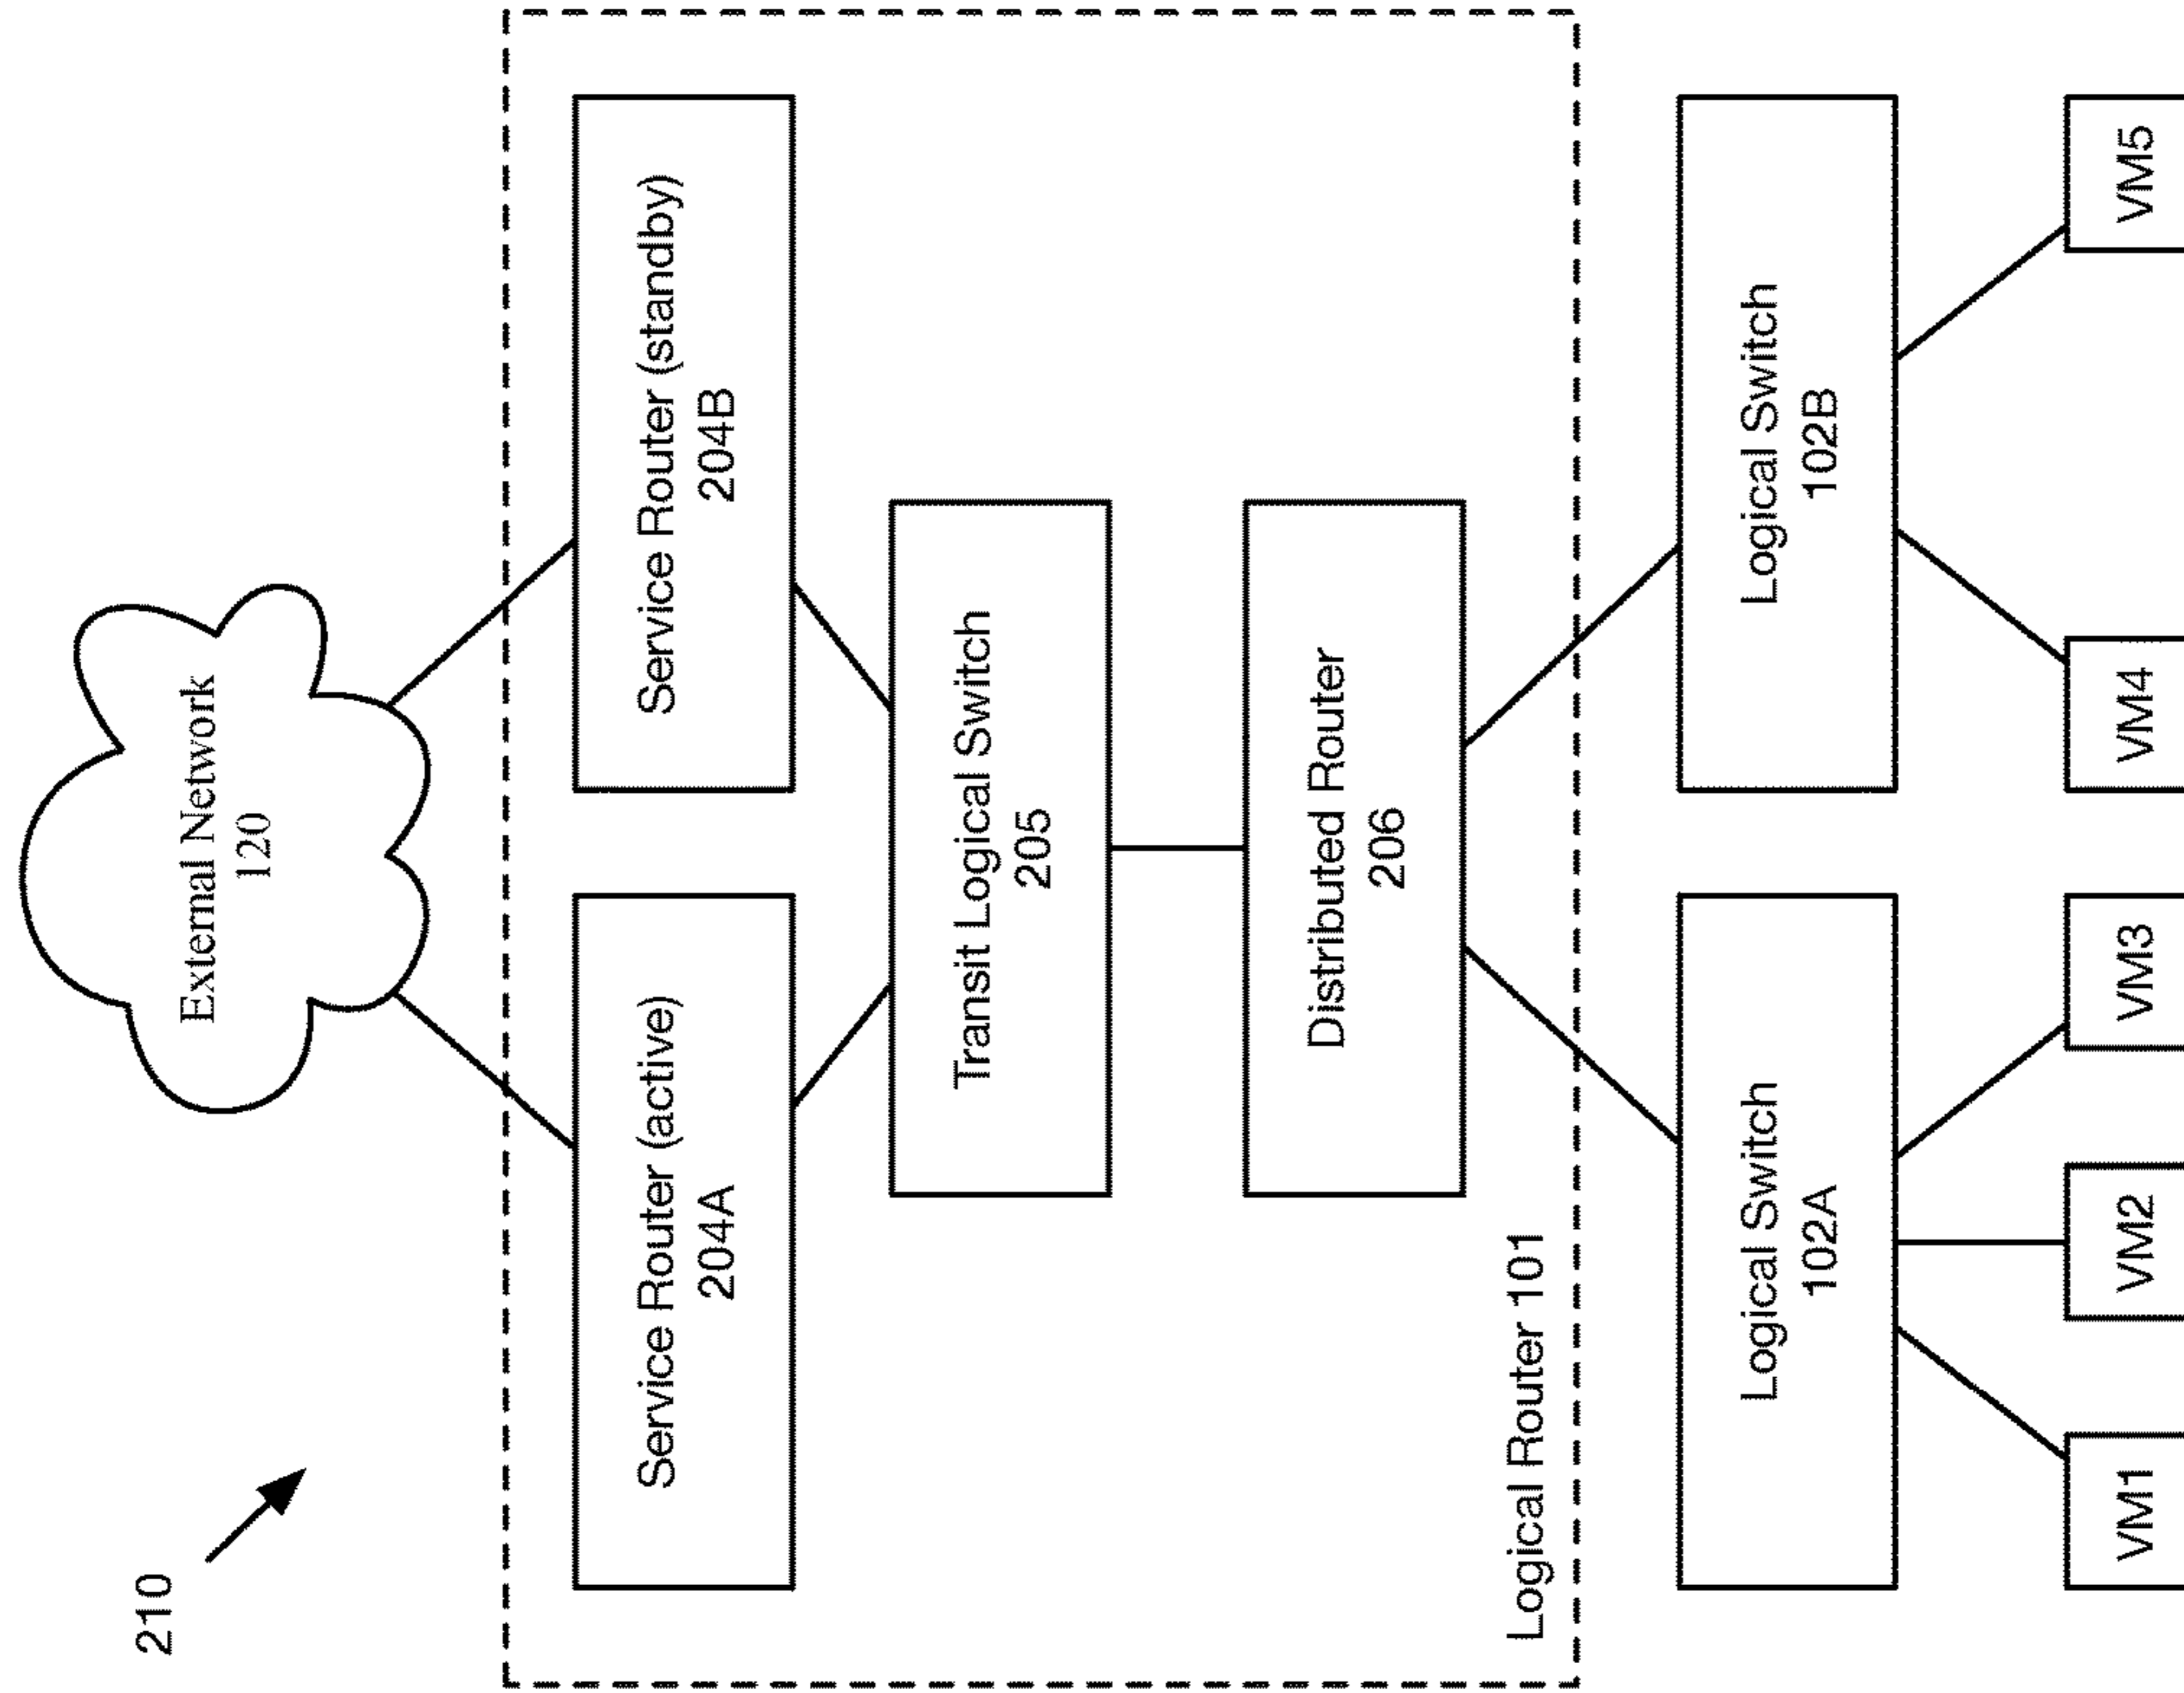 210
External Network
120
Service Router (active)
204A
Service Router (standby)
204B
Transit Logical Switch
205
Distributed Router
206
Logical Router 101
Logical Switch
102A
Logical Switch
102B
VM1
VM2
VM3
VM4
VM5